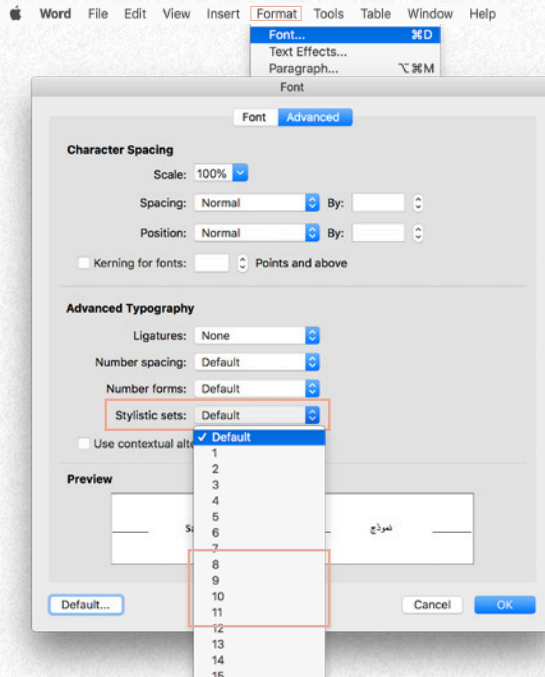 Word File Edit View Insert Format Tools Table Window Help
Font... ⌘D
Text Effects...
Paragraph... ⌥⌘M
Font
Font Advanced
Character Spacing
Scale: 100%
Spacing: Normal By:
Position: Normal By:
Kerning for fonts: Points and above
Advanced Typography
Ligatures: None
Number spacing: Default
Number forms: Default
Stylistic sets: Default
Use contextual alte
✓ Default
1
2
3
4
5
6
7
8
9
10
11
12
13
14
15
Preview
Sa نموذج
Default... Cancel OK